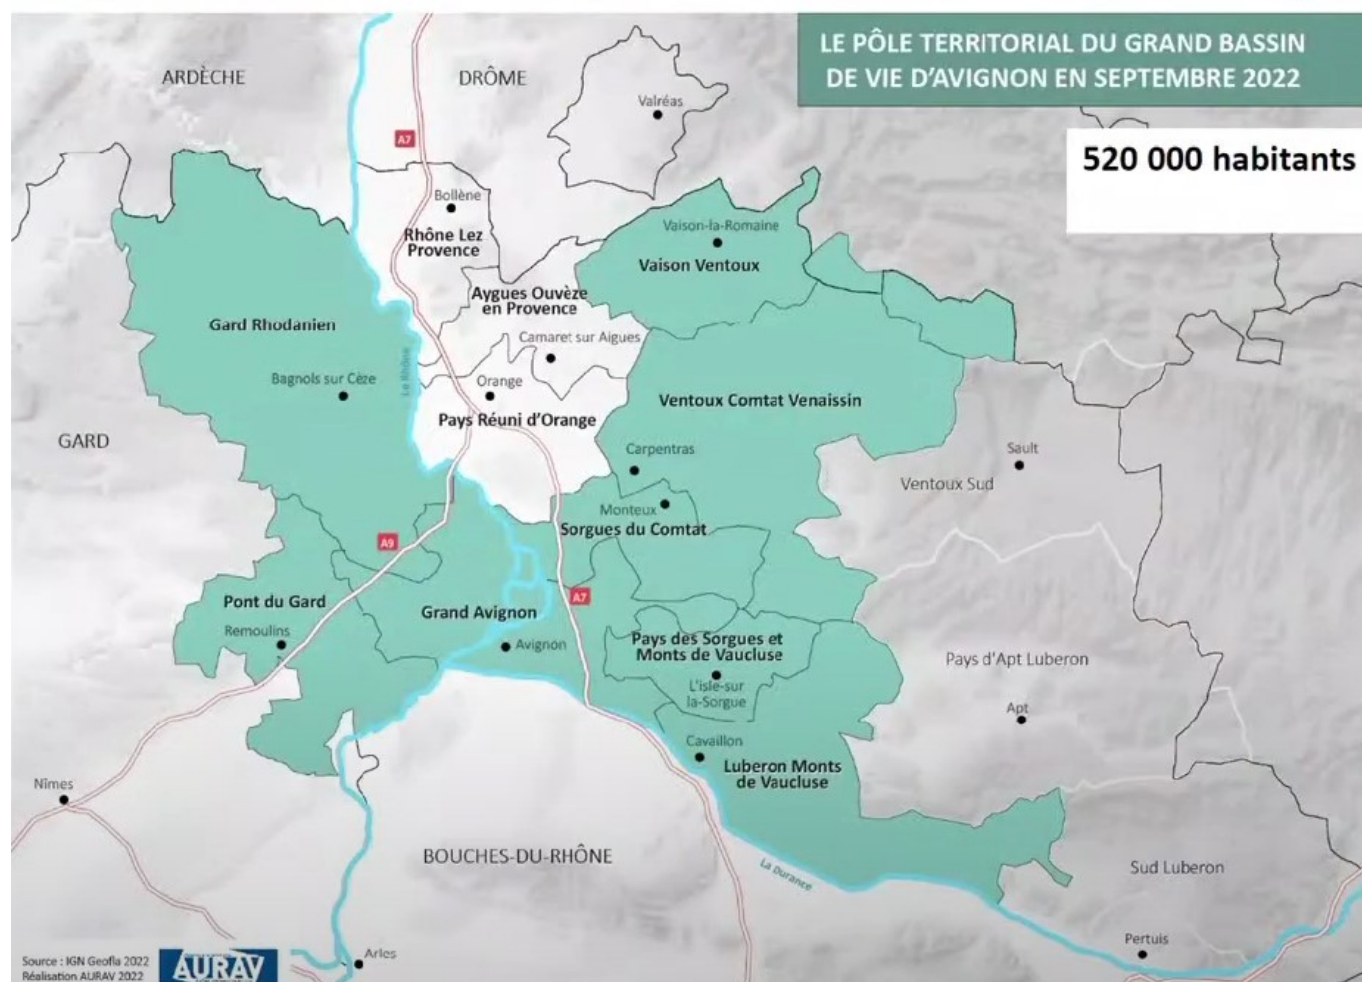 LE PÔLE TERRITORIAL DU GRAND BASSIN
DE VIE D'AVIGNON EN SEPTEMBRE 2022
520 000 habitants
ARDÈCHE
DRÔME
Valréas
A7
Bollène
Rhône Lez
Provence
Vaison-la-Romaine
Vaison Ventoux
Aygues Ouvèze
en Provence
Gard Rhodanien
Camaret sur Aigues
Le Rhône
Bagnols sur Cèze
Orange
Pays Réuni d'Orange
Ventoux Comtat Venaissin
GARD
Carpentras
Sault
Ventoux Sud
Monteux
Sorgues du Comtat
A9
A7
Pont du Gard
Grand Avignon
Remoulins
Avignon
Pays des Sorgues et
Monts de Vaucluse
L'isle-sur
la-Sorgue
Pays d'Apt Luberon
Apt
Cavaillon
Luberon Monts
de Vaucluse
Nîmes
BOUCHES-DU-RHÔNE
La Durance
Sud Luberon
Pertuis
Arles
Source : IGN Geofla 2022
Réalisation AURAV 2022
AURAV